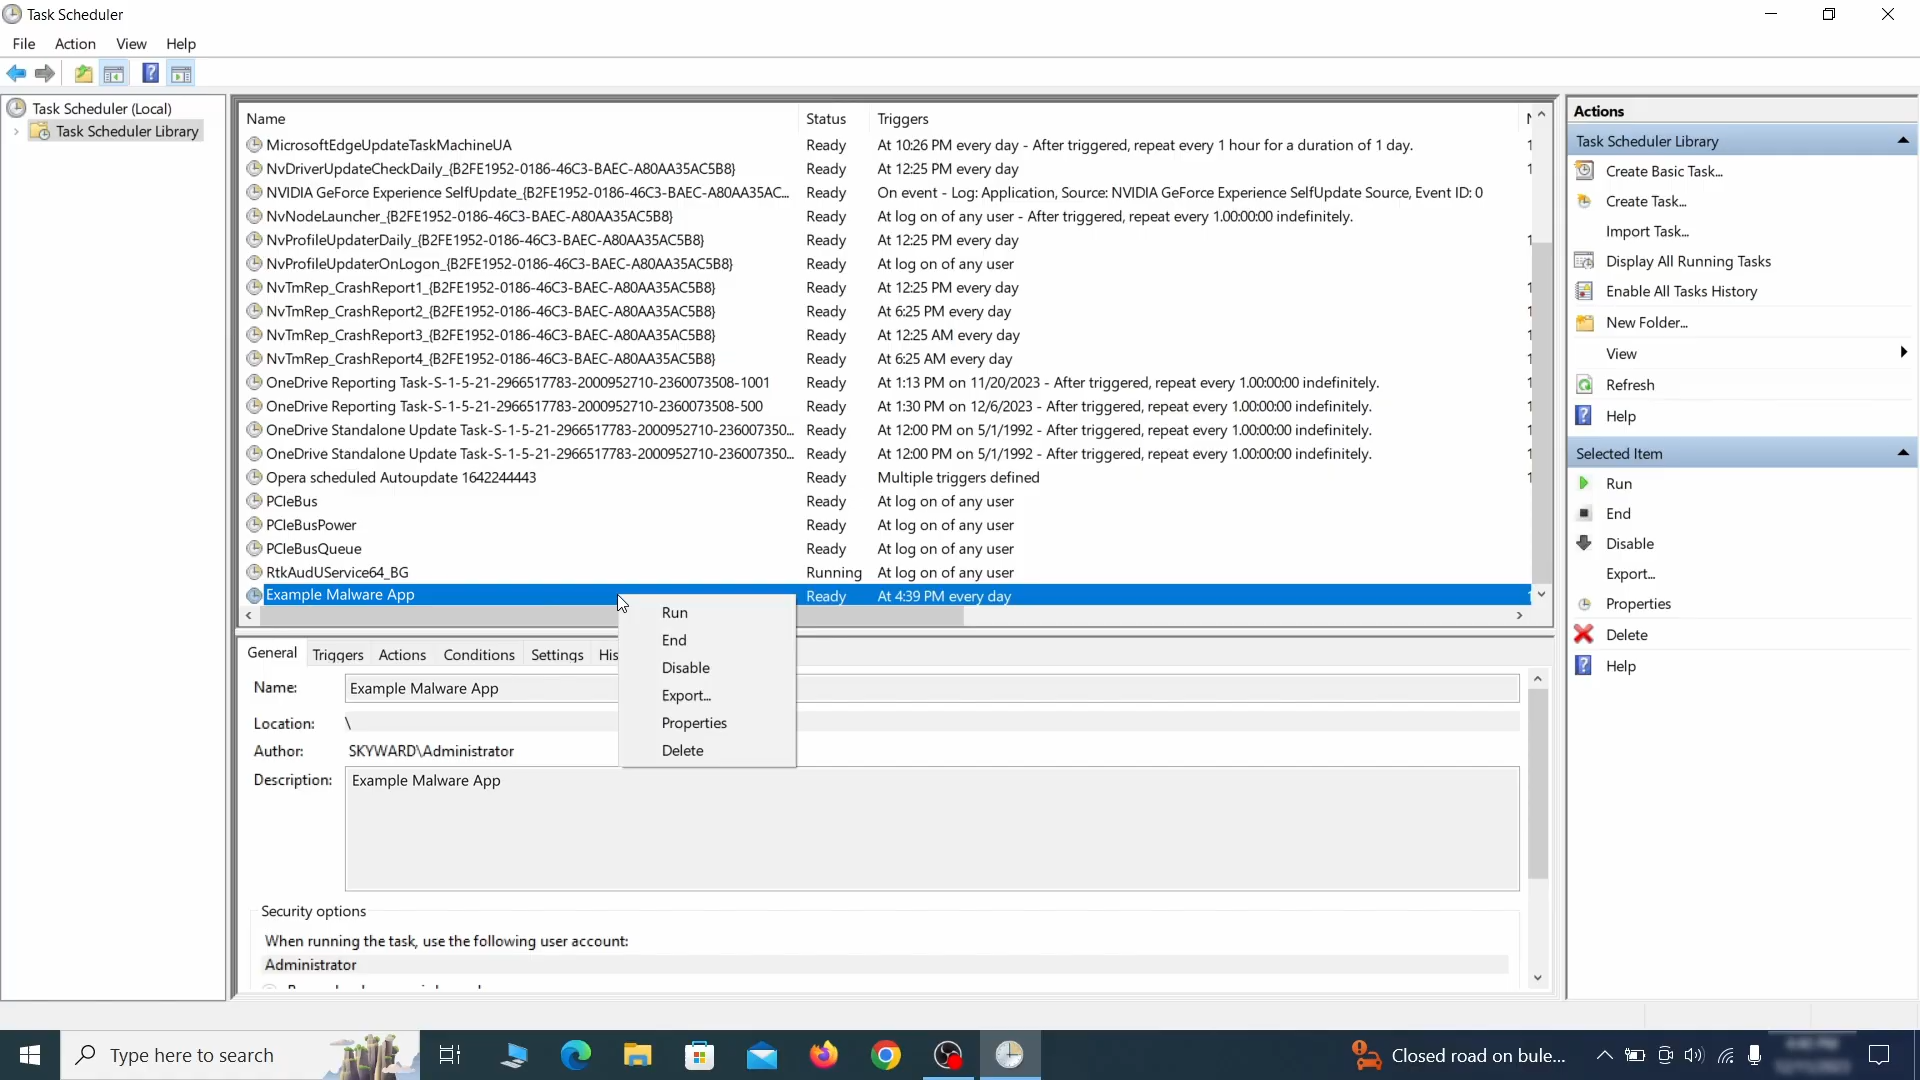 Task Scheduler
File Action View Help
Task Scheduler (Local)
Task Scheduler Library
Name Status Triggers
MicrosoftEdgeUpdateTaskMachineUA Ready At 10:26 PM every day - After triggered, repeat every 1 hour for a duration of 1 day.
NvDriverUpdateCheckDaily_{B2FE1952-0186-46C3-BAEC-A80AA35AC5B8} Ready At 12:25 PM every day
NVIDIA GeForce Experience SelfUpdate_{B2FE1952-0186-46C3-BAEC-A80AA35AC... Ready On event - Log: Application, Source: NVIDIA GeForce Experience SelfUpdate Source, Event ID: 0
NvNodeLauncher_{B2FE1952-0186-46C3-BAEC-A80AA35AC5B8} Ready At log on of any user - After triggered, repeat every 1.00:00:00 indefinitely.
NvProfileUpdaterDaily_{B2FE1952-0186-46C3-BAEC-A80AA35AC5B8} Ready At 12:25 PM every day
NvProfileUpdaterOnLogon_{B2FE1952-0186-46C3-BAEC-A80AA35AC5B8} Ready At log on of any user
NvTmRep_CrashReport1_{B2FE1952-0186-46C3-BAEC-A80AA35AC5B8} Ready At 12:25 PM every day
NvTmRep_CrashReport2_{B2FE1952-0186-46C3-BAEC-A80AA35AC5B8} Ready At 6:25 PM every day
NvTmRep_CrashReport3_{B2FE1952-0186-46C3-BAEC-A80AA35AC5B8} Ready At 12:25 AM every day
NvTmRep_CrashReport4_{B2FE1952-0186-46C3-BAEC-A80AA35AC5B8} Ready At 6:25 AM every day
OneDrive Reporting Task-S-1-5-21-2966517783-2000952710-2360073508-1001 Ready At 1:13 PM on 11/20/2023 - After triggered, repeat every 1.00:00:00 indefinitely.
OneDrive Reporting Task-S-1-5-21-2966517783-2000952710-2360073508-500 Ready At 1:30 PM on 12/6/2023 - After triggered, repeat every 1.00:00:00 indefinitely.
OneDrive Standalone Update Task-S-1-5-21-2966517783-2000952710-236007350... Ready At 12:00 PM on 5/1/1992 - After triggered, repeat every 1.00:00:00 indefinitely.
OneDrive Standalone Update Task-S-1-5-21-2966517783-2000952710-236007350... Ready At 12:00 PM on 5/1/1992 - After triggered, repeat every 1.00:00:00 indefinitely.
Opera scheduled Autoupdate 1642244443 Ready Multiple triggers defined
PCIeBus Ready At log on of any user
PCIeBusPower Ready At log on of any user
PCIeBusQueue Ready At log on of any user
RtkAudUService64_BG Running At log on of any user
Example Malware App Ready At 4:39 PM every day
Run
End
Disable
Export...
Properties
Delete
General Triggers Actions Conditions Settings
Name: Example Malware App
Location: \
Author: SKYWARD\Administrator
Description: Example Malware App
Security options
When running the task, use the following user account:
Administrator
Actions
Task Scheduler Library
Create Basic Task...
Create Task...
Import Task...
Display All Running Tasks
Enable All Tasks History
New Folder...
View
Refresh
Help
Selected Item
Run
End
Disable
Export...
Properties
Delete
Help
Type here to search
Closed road on bule...